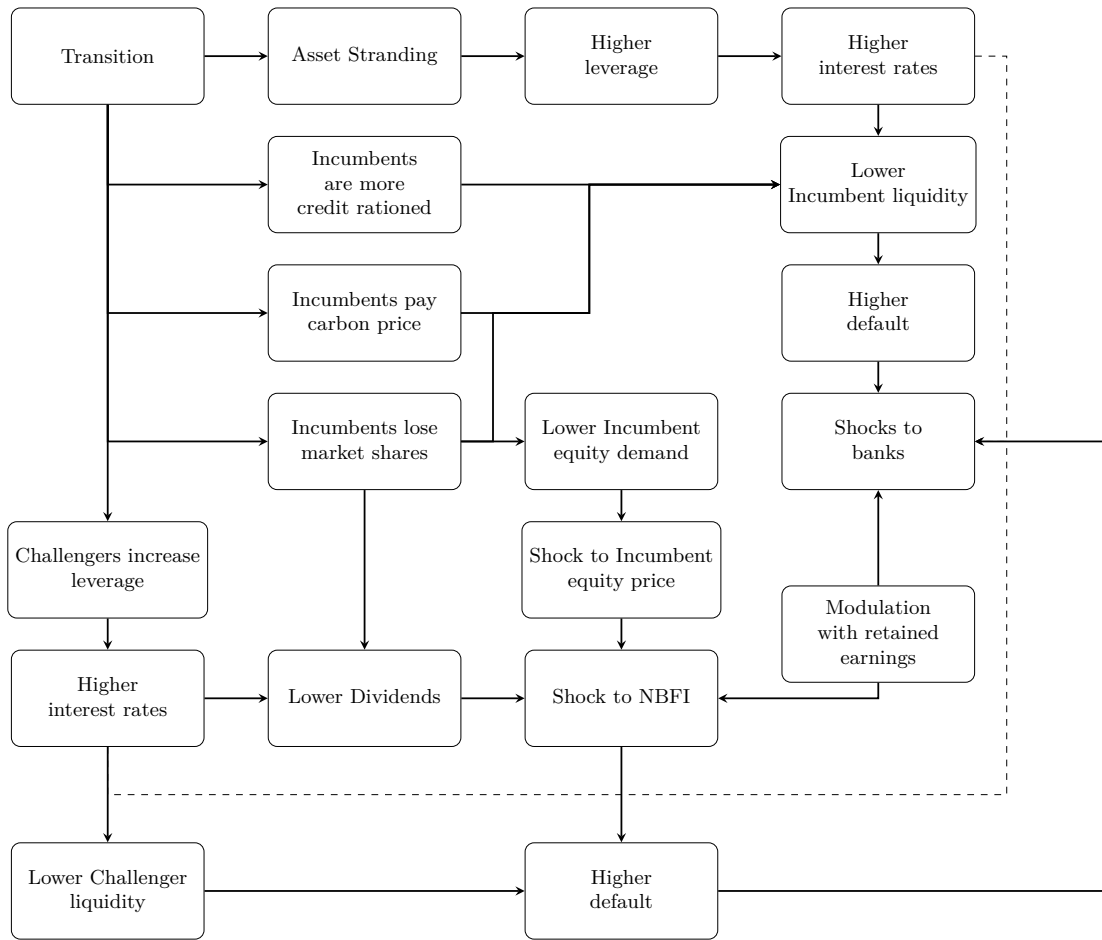 Transition
Asset Stranding
Higher
leverage
Higher
interest rates
Incumbents
are more
credit rationed
Lower
Incumbent liquidity
Incumbents pay
carbon price
Higher
default
Incumbents lose
market shares
Lower Incumbent
equity demand
Shocks to
banks
Challengers increase
leverage
Shock to Incumbent
equity price
Modulation
with retained
earnings
Higher
interest rates
Lower Dividends
Shock to NBFI
Lower Challenger
liquidity
Higher
default